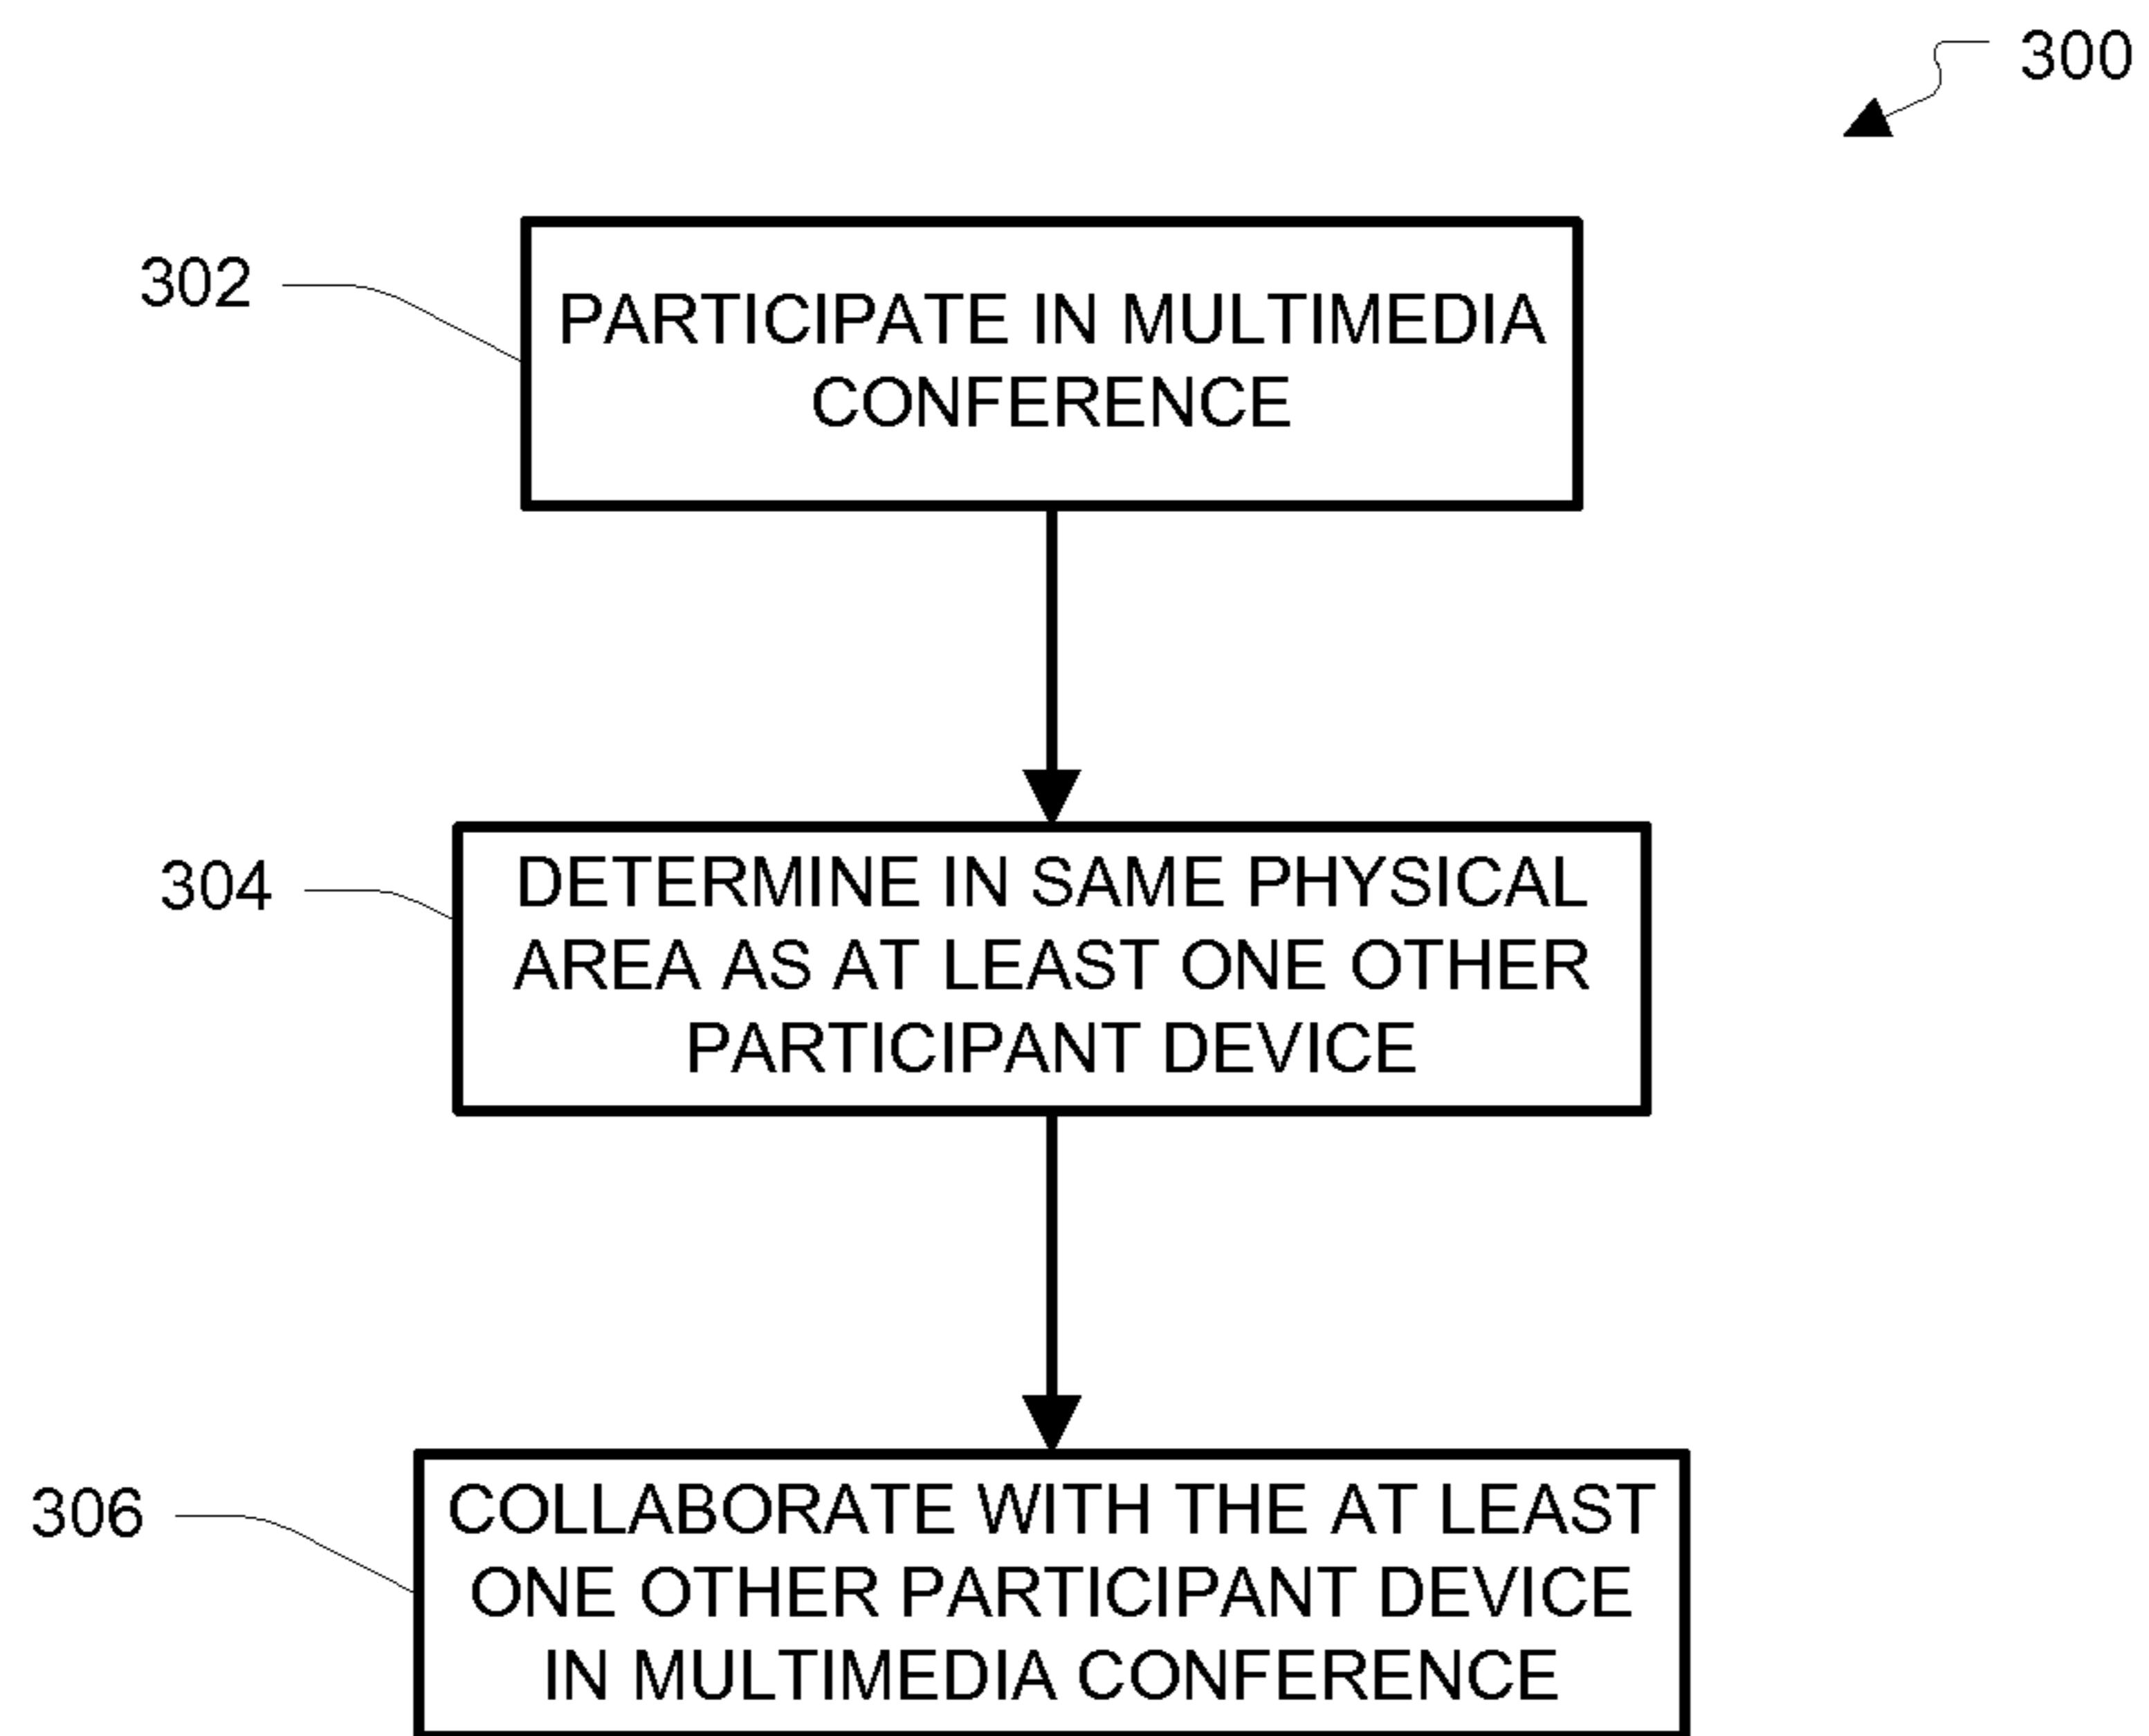 300
302
PARTICIPATE IN MULTIMEDIA
CONFERENCE
304
DETERMINE IN SAME PHYSICAL
AREA AS AT LEAST ONE OTHER
PARTICIPANT DEVICE
306
COLLABORATE WITH THE AT LEAST
ONE OTHER PARTICIPANT DEVICE
IN MULTIMEDIA CONFERENCE